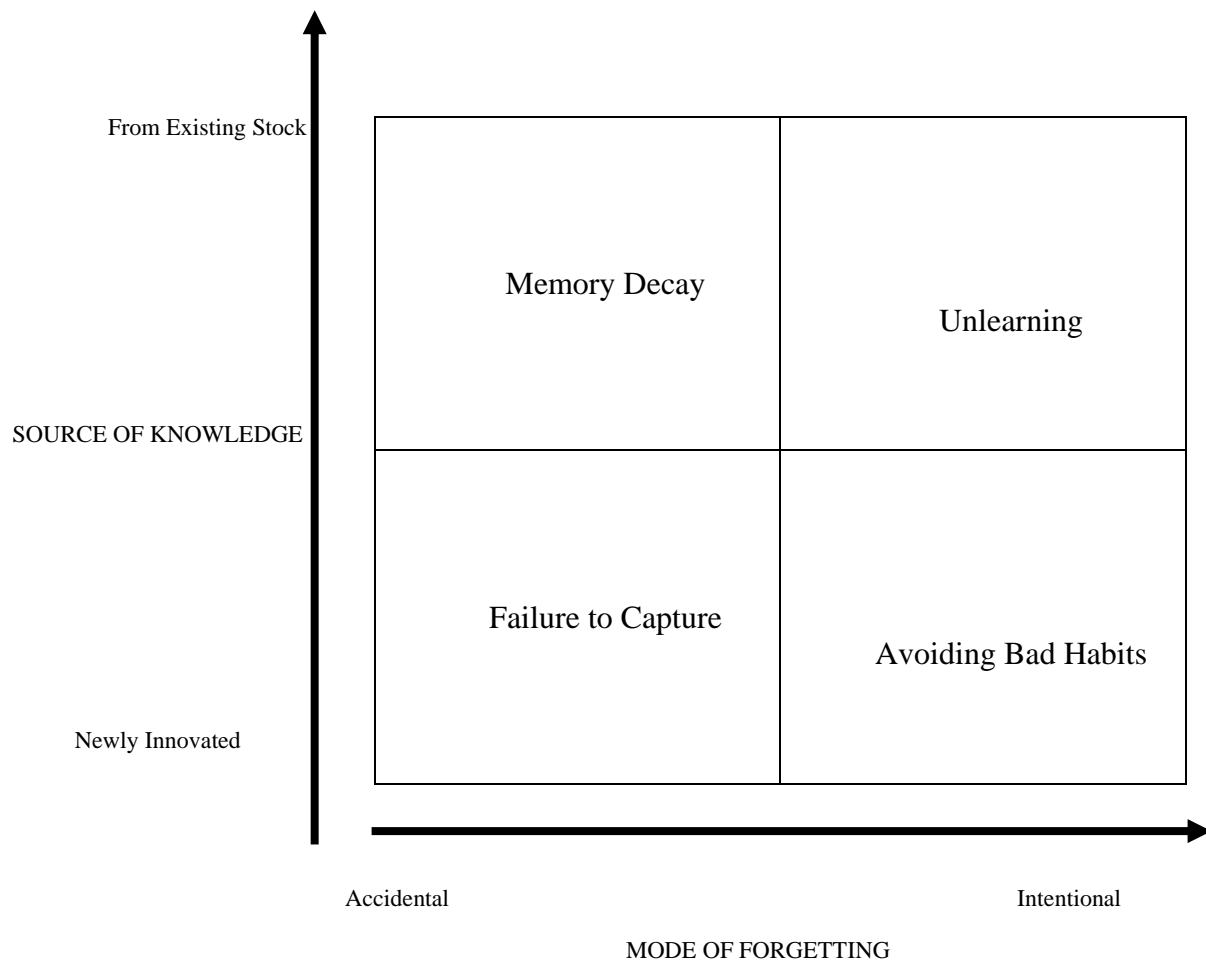 From Existing Stock
Memory Decay
Unlearning
SOURCE OF KNOWLEDGE
Failure to Capture
Avoiding Bad Habits
Newly Innovated
Accidental
Intentional
MODE OF FORGETTING